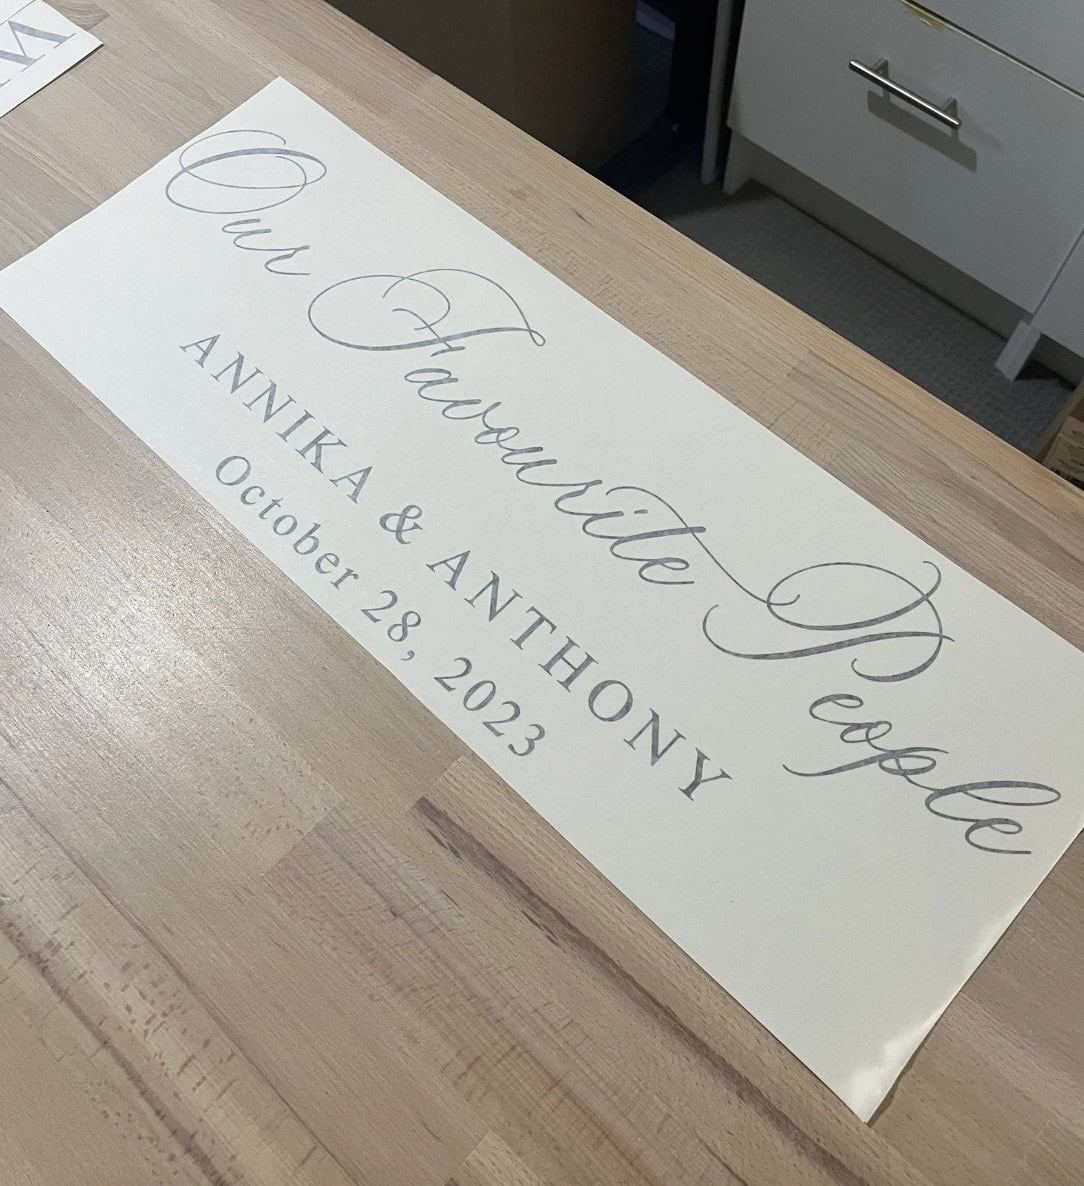 Our Favourite People
ANNIKA & ANTHONY
October 28, 2023